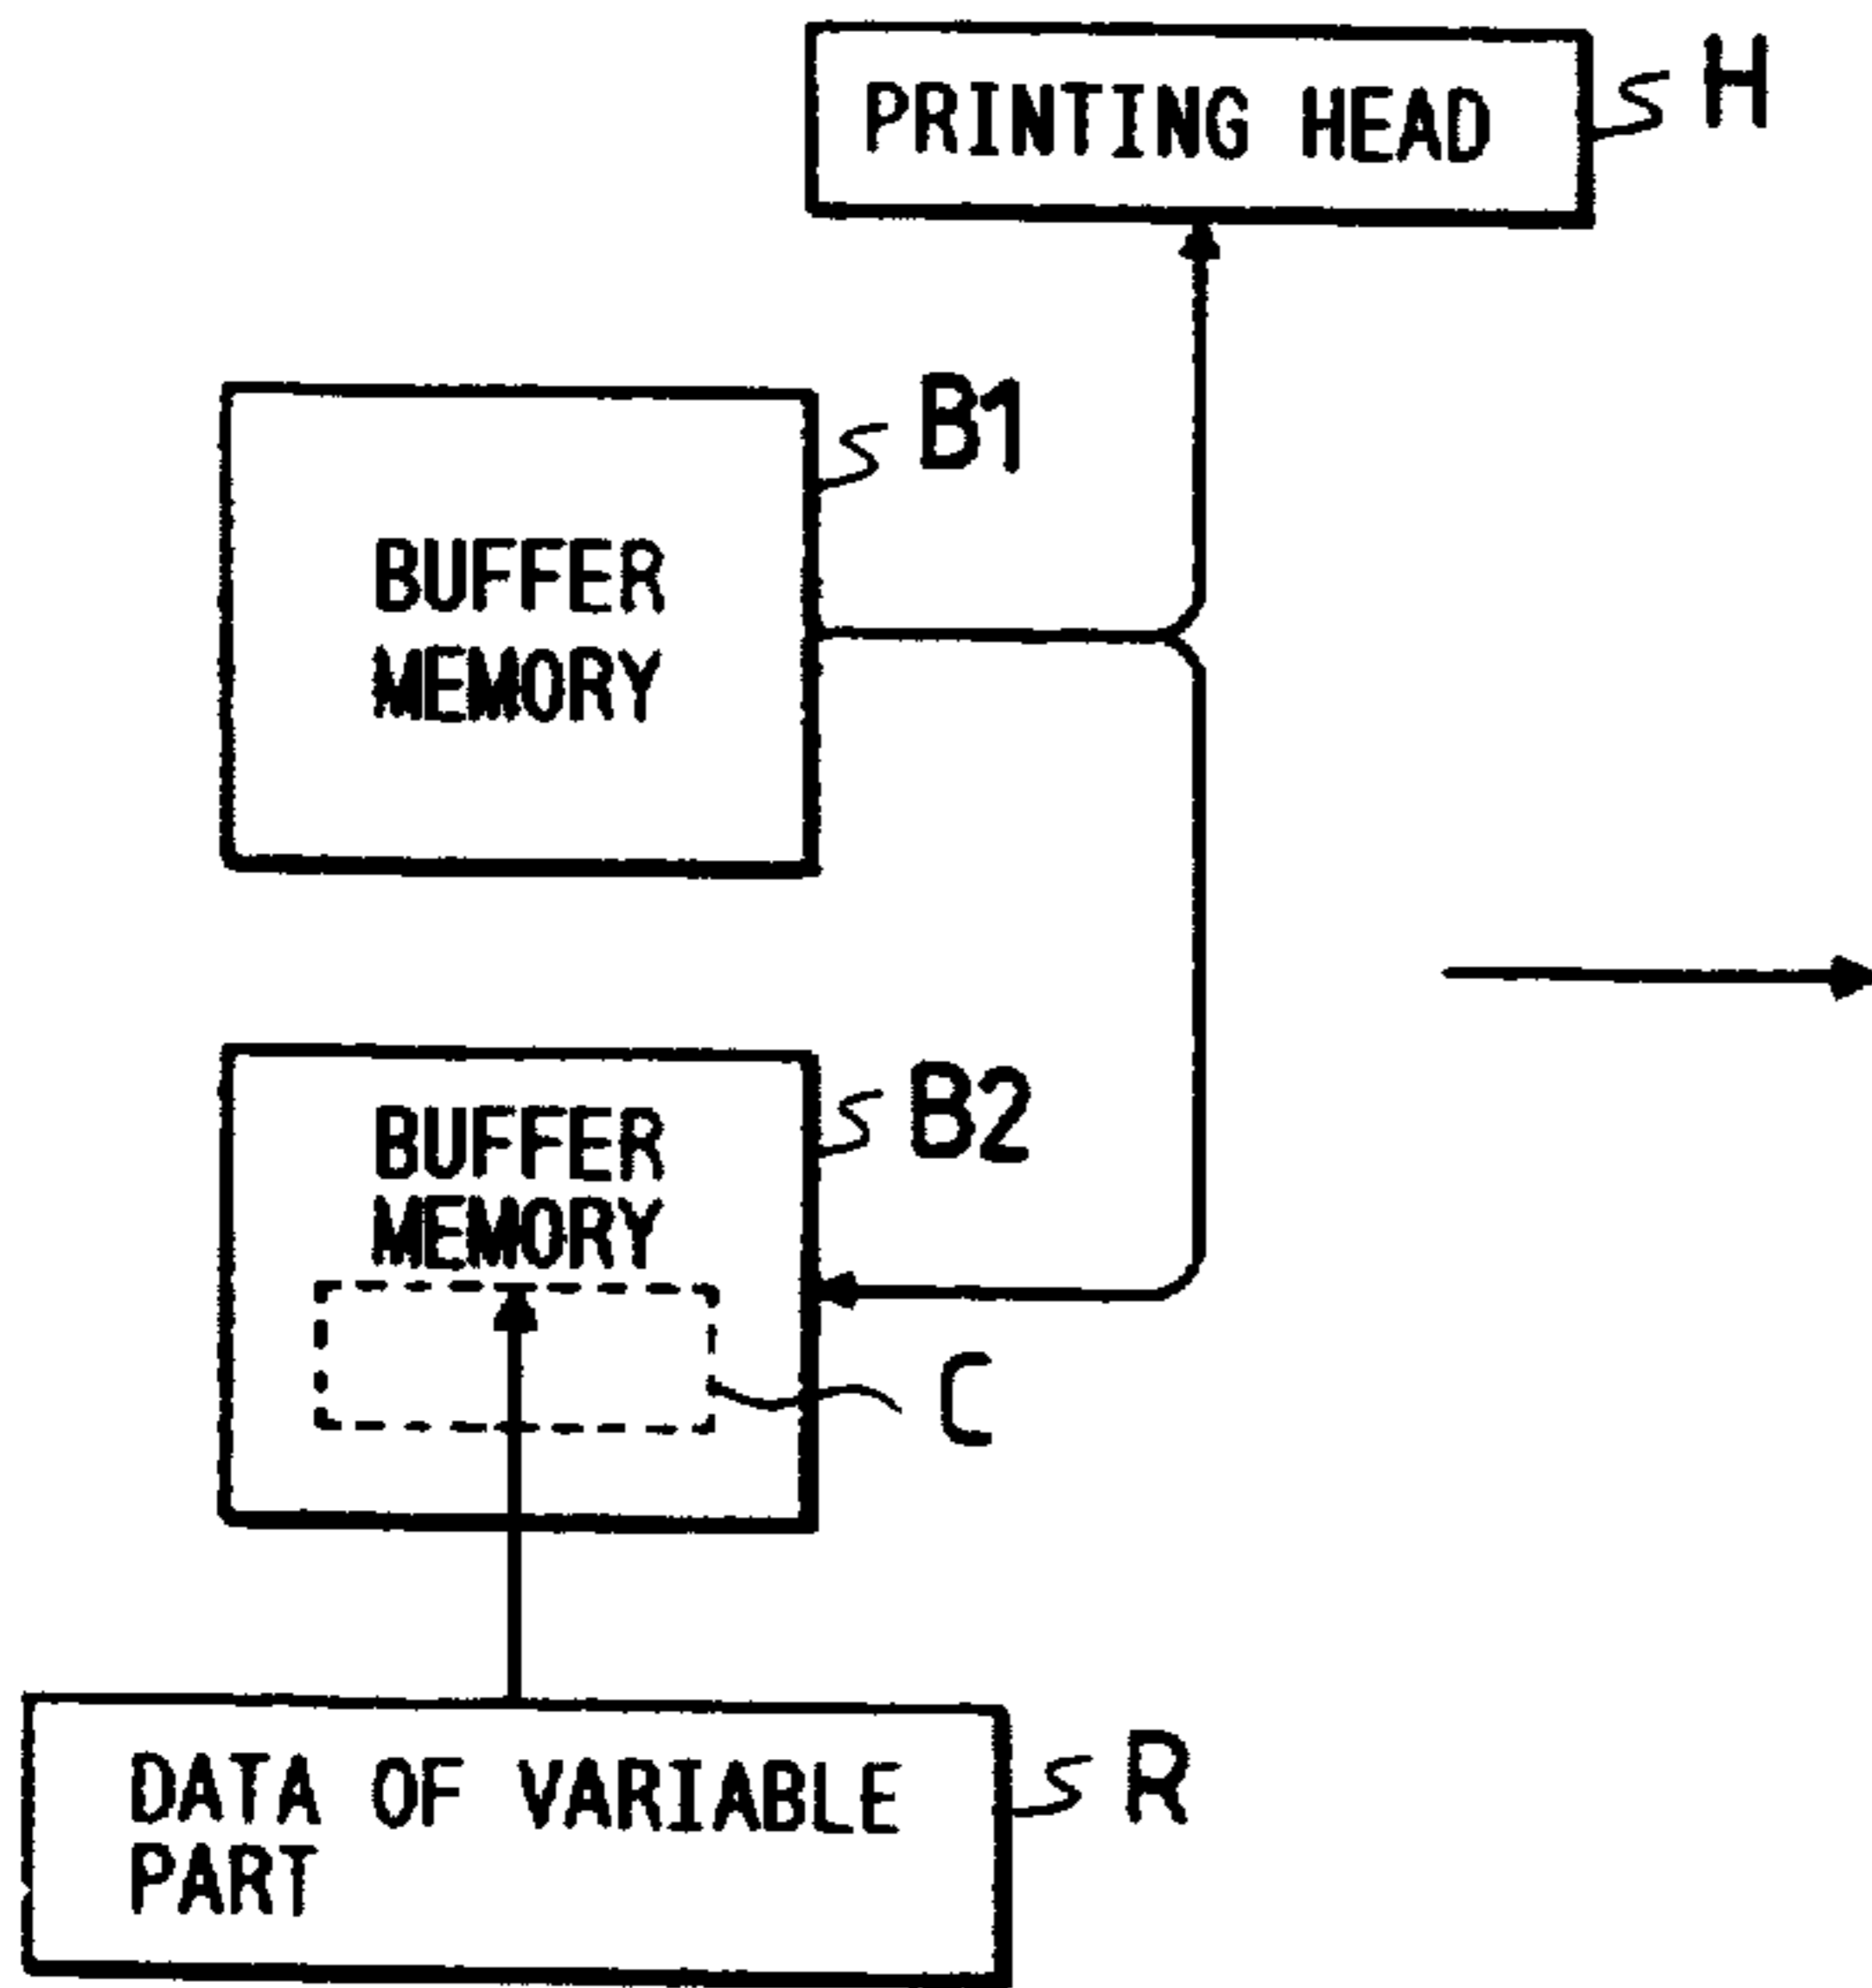 PRINTING HEAD
H
B1
BUFFER
MEMORY
B2
BUFFER
MEMORY
C
DATA OF VARIABLE
PART
R